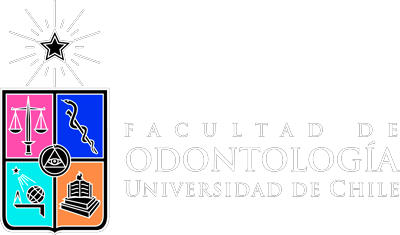 FACULTAD DE
ODONTOLOGÍA
UNIVERSIDAD DE CHILE